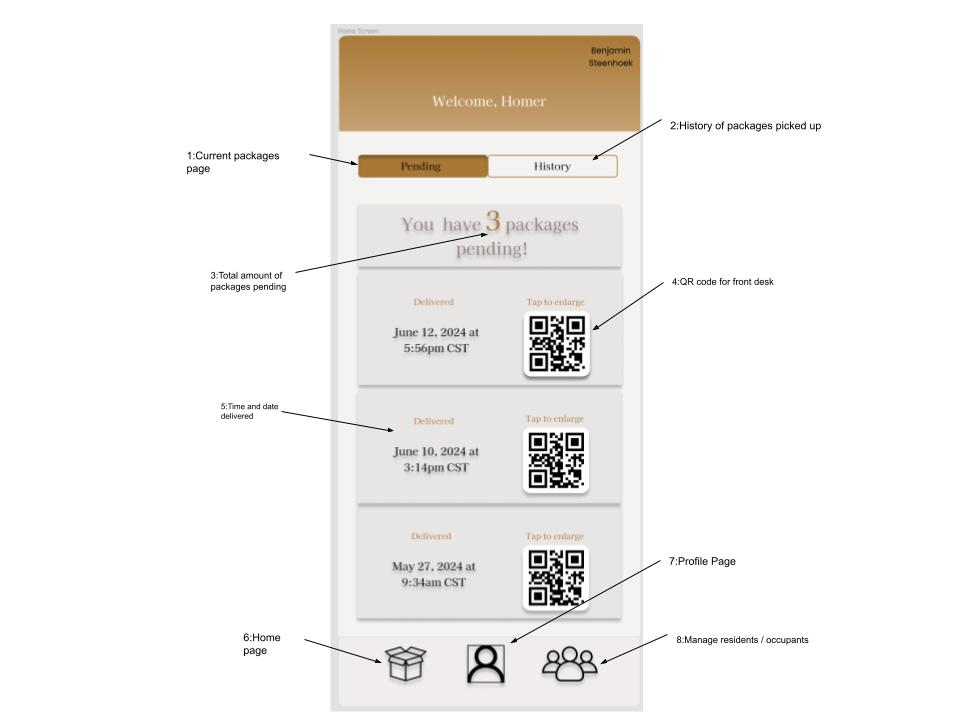 Home Screen
Benjamin
Steenhoek
Welcome, Homer
2:History of packages picked up
1:Current packages
page
Pending
History
You have 3 packages
pending!
3:Total amount of
packages pending
4:QR code for front desk
Delivered
Tap to enlarge
June 12, 2024 at
5:56pm CST
5:Time and date
delivered
Delivered
Tap to enlarge
June 10, 2024 at
3:14pm CST
Delivered
Tap to enlarge
May 27, 2024 at
9:34am CST
7:Profile Page
6:Home
page
8:Manage residents / occupants